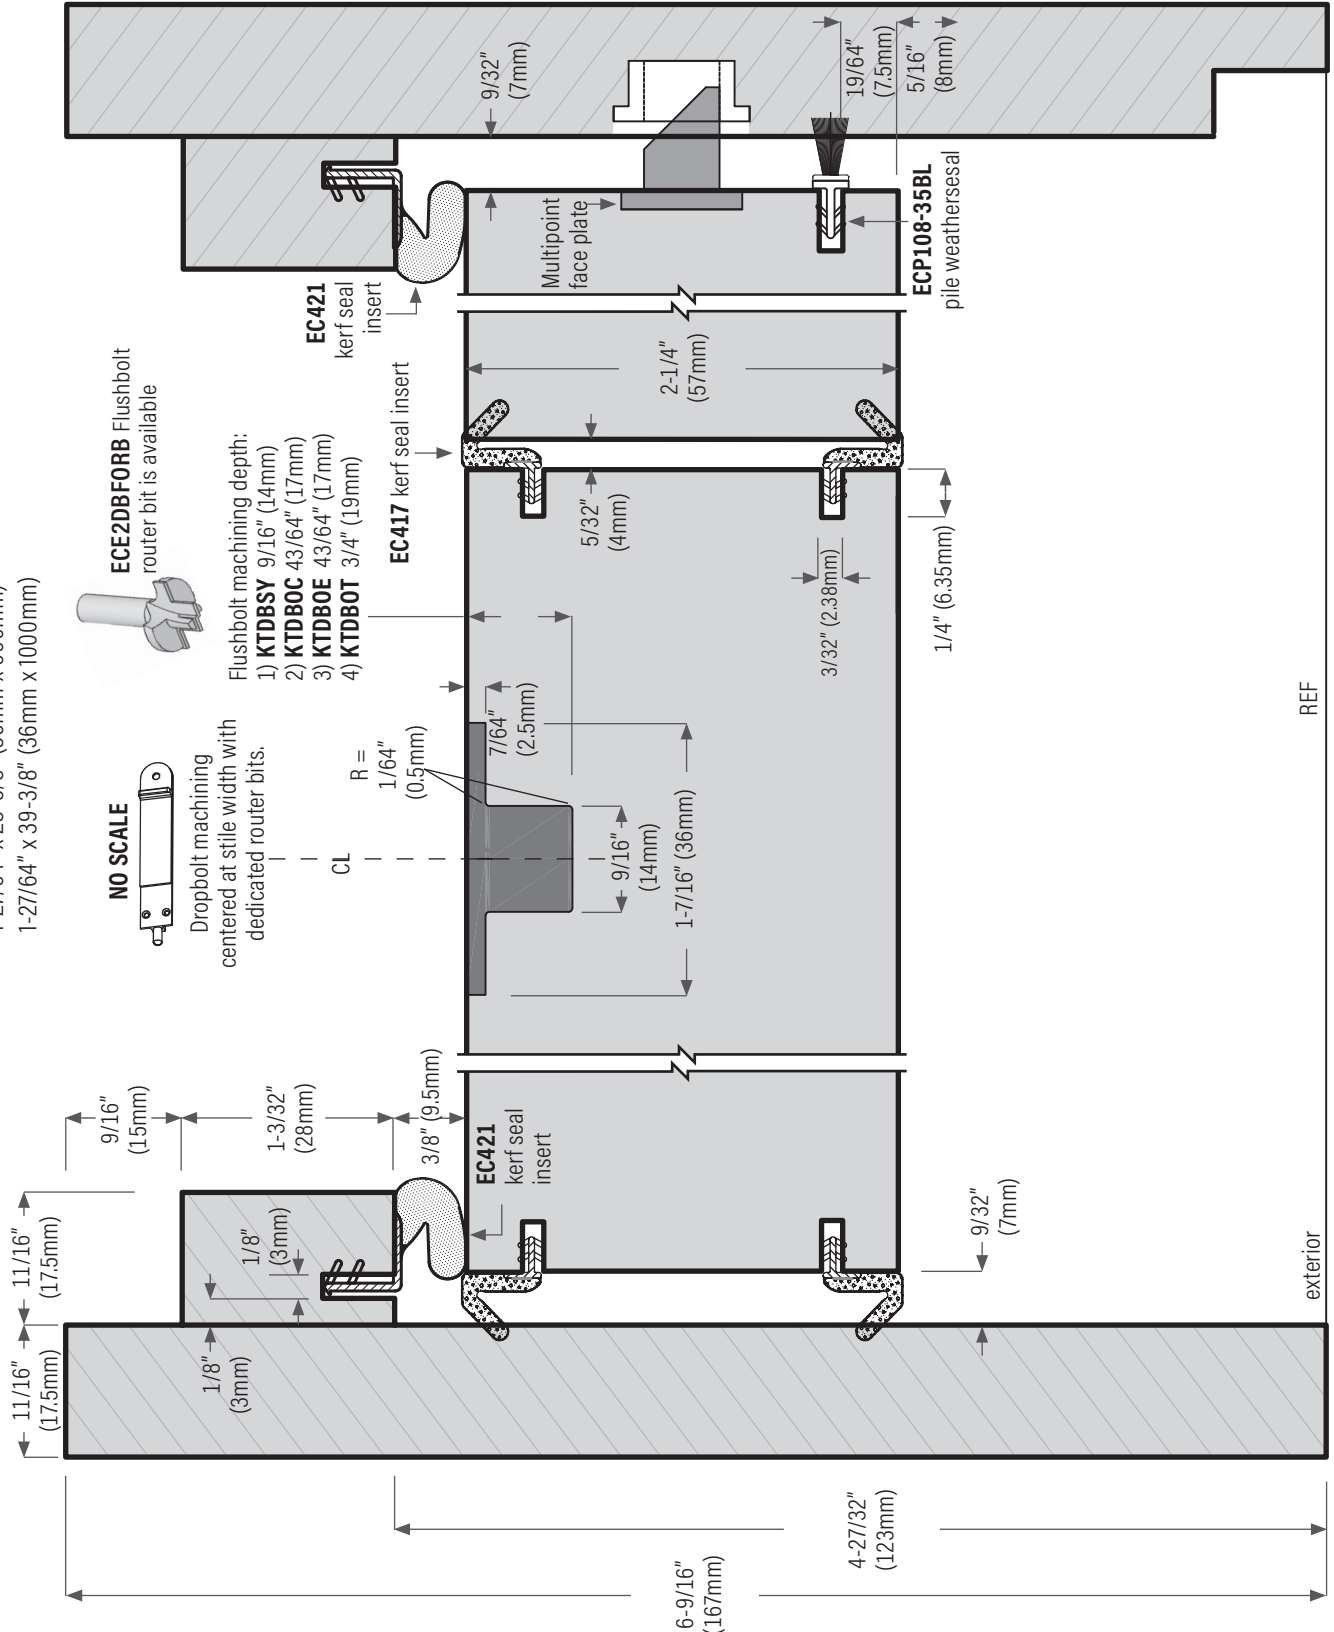 1-27/64" x 39-3/8" (36mm x 1000mm)
NO SCALE
Dropbolt machining
centered at stile width with
dedicated router bits.
ECE2DBFORB Flushbolt
router bit is available
Flushbolt machining depth:
1) KTDBSY 9/16" (14mm)
2) KTDBOC 43/64" (17mm)
3) KTDBOE 43/64" (17mm)
4) KTDBOT 3/4" (19mm)
EC417 kerf seal insert
EC421
kerf seal
insert
9/32"
(7mm)
19/64"
(7.5mm)
5/16"
(8mm)
Multipoint
face plate
ECP108-35BL
pile weathersesal
2-1/4"
(57mm)
5/32"
(4mm)
3/32" (2.38mm)
1/4" (6.35mm)
CL
R =
1/64"
(0.5mm)
7/64"
(2.5mm)
9/16"
(14mm)
1-7/16" (36mm)
11/16"
(17.5mm)
11/16"
(17.5mm)
9/16"
(15mm)
1-3/32"
(28mm)
3/8" (9.5mm)
1/8"
(3mm)
1/8"
(3mm)
EC421
kerf seal
insert
9/32"
(7mm)
6-9/16"
(167mm)
4-27/32"
(123mm)
exterior
REF